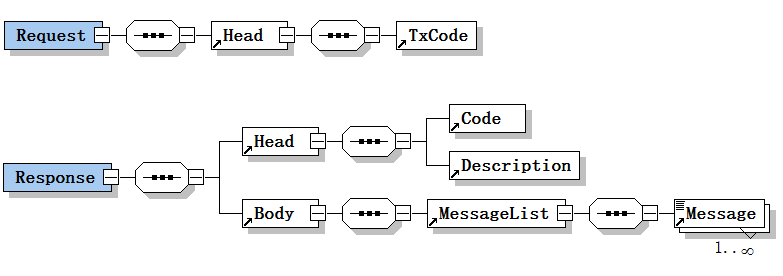 Request Head TxCode
Code
Head
Description
Response
Body MessageList Message
1..∞